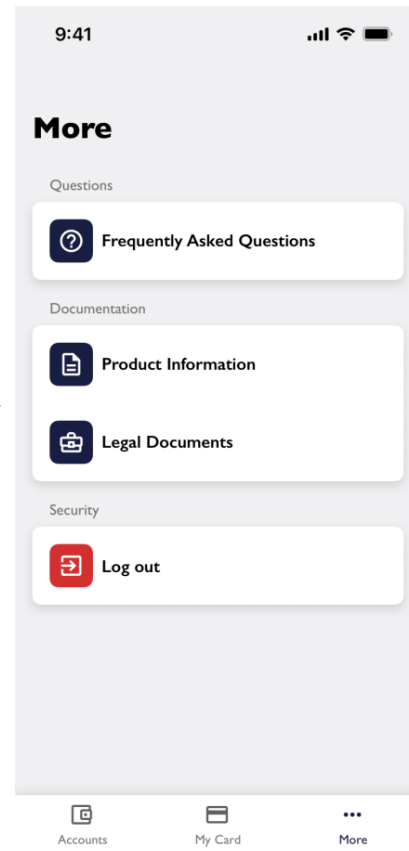 9:41
More
Questions
Frequently Asked Questions
Documentation
Product Information
Legal Documents
Security
Log out
Accounts
My Card
More